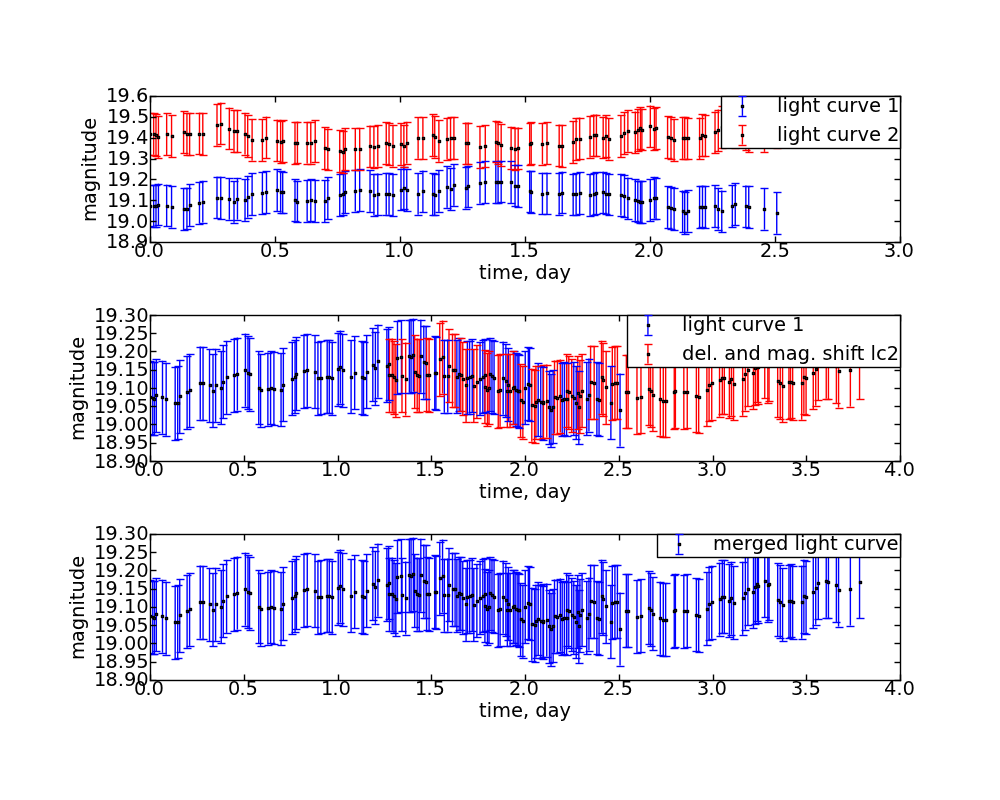 19.6
19.5
19.4
19.3
19.2
19.1
19.0
18.9
magnitude
light curve 1
light curve 2
0.0 0.5 1.0 1.5 2.0 2.5 3.0
time, day
19.30
19.25
19.20
19.15
19.10
19.05
19.00
18.95
18.90
magnitude
light curve 1
del. and mag. shift lc2
0.0 0.5 1.0 1.5 2.0 2.5 3.0 3.5 4.0
time, day
19.30
19.25
19.20
19.15
19.10
19.05
19.00
18.95
18.90
magnitude
merged light curve
0.0 0.5 1.0 1.5 2.0 2.5 3.0 3.5 4.0
time, day